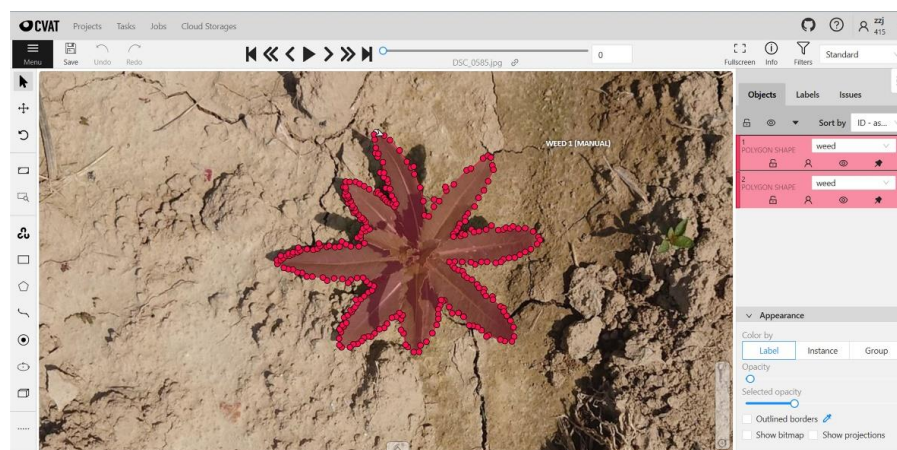 CVAT Projects Tasks Jobs Cloud Storages zzj
415
Menu Save Undo Redo DSC_0585.jpg 0 Fullscreen Info Filters Standard
Objects Labels Issues
Sort by ID - as...
WEED 1 (MANUAL)
1 weed
POLYGON SHAPE
2 weed
POLYGON SHAPE
Appearance
Color by
Label Instance Group
Opacity
Selected opacity
Outlined borders
Show bitmap Show projections